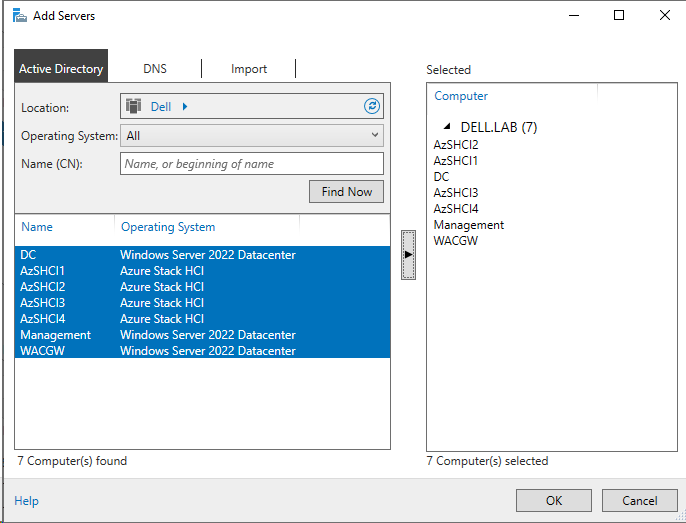 Add Servers
Active Directory
DNS
Import
Location:
Dell
Operating System:
All
Name (CN):
Name, or beginning of name
Find Now
Name Operating System
DC Windows Server 2022 Datacenter
AzSHCI1 Azure Stack HCI
AzSHCI2 Azure Stack HCI
AzSHCI3 Azure Stack HCI
AzSHCI4 Azure Stack HCI
Management Windows Server 2022 Datacenter
WACGW Windows Server 2022 Datacenter
7 Computer(s) found
Selected
Computer
DELL.LAB (7)
AzSHCI2
AzSHCI1
DC
AzSHCI3
AzSHCI4
Management
WACGW
7 Computer(s) selected
Help
OK
Cancel